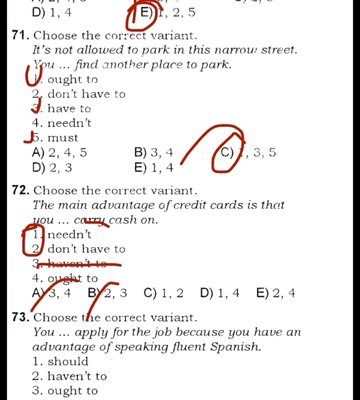 D) 1, 4 E) 1, 2, 5
71. Choose the correct variant.
It's not allowed to park in this narrow street.
You ... find another place to park.
1. ought to
2. don't have to
3. have to
4. needn't
5. must
A) 2, 4, 5 B) 3, 4 C) 1, 3, 5
D) 2, 3 E) 1, 4
72. Choose the correct variant.
The main advantage of credit cards is that
you ... carry cash on.
1. needn't
2. don't have to
3. haven't to
4. ought to
A) 3, 4 B) 2, 3 C) 1, 2 D) 1, 4 E) 2, 4
73. Choose the correct variant.
You ... apply for the job because you have an
advantage of speaking fluent Spanish.
1. should
2. haven't to
3. ought to